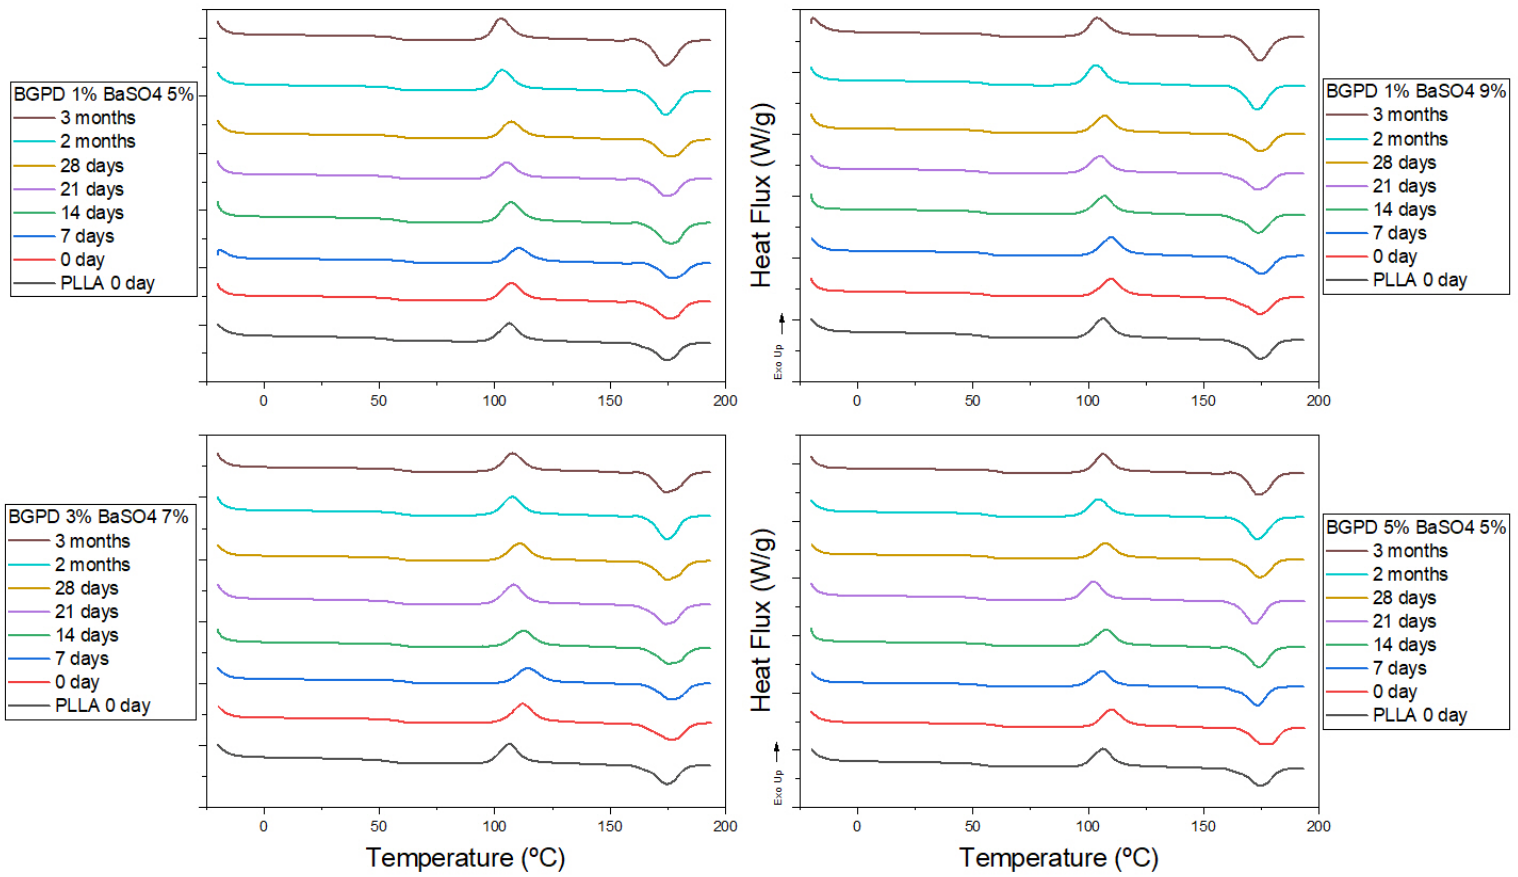 BGPD 1% BaSO4 5%
3 months
2 months
28 days
21 days
14 days
7 days
0 day
PLLA 0 day
0 50 100 150 200
Heat Flux (W/g)
Exo Up
0 50 100 150 200
BGPD 1% BaSO4 9%
3 months
2 months
28 days
21 days
14 days
7 days
0 day
PLLA 0 day
BGPD 3% BaSO4 7%
3 months
2 months
28 days
21 days
14 days
7 days
0 day
PLLA 0 day
0 50 100 150 200
Temperature (ºC)
Heat Flux (W/g)
Exo Up
0 50 100 150 200
Temperature (ºC)
BGPD 5% BaSO4 5%
3 months
2 months
28 days
21 days
14 days
7 days
0 day
PLLA 0 day